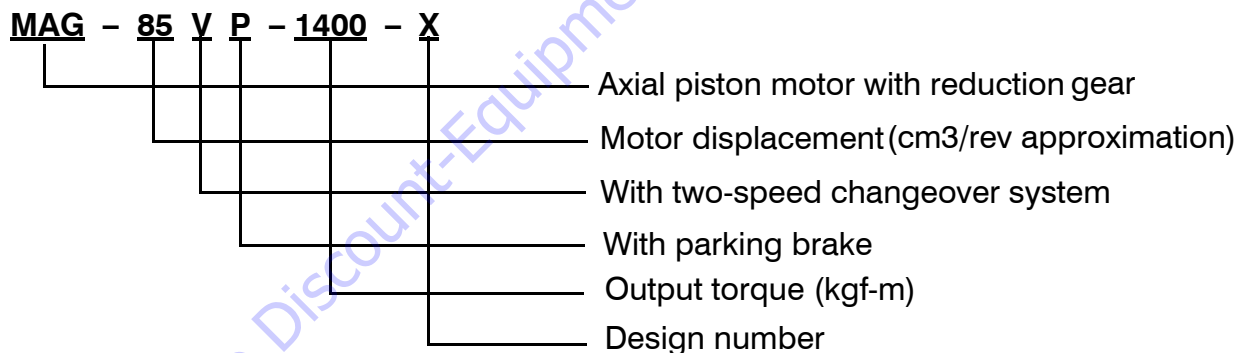 MAG – 85 V P – 1400 – X
Axial piston motor with reduction gear
Motor displacement (cm3/rev approximation)
With two-speed changeover system
With parking brake
Output torque (kgf-m)
Design number
Discount-Equipme